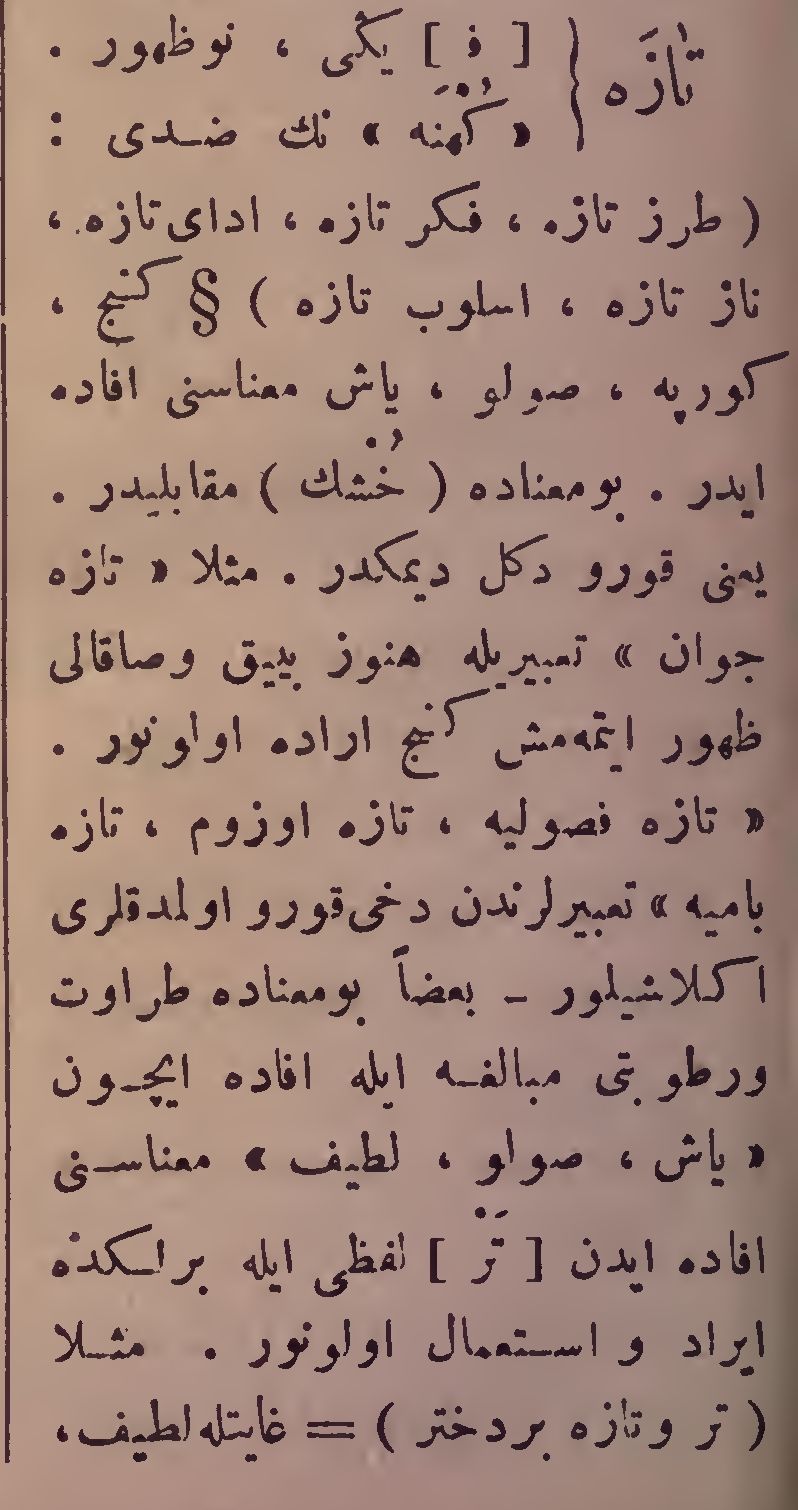 تَازَه { [ ف ] یکی ، نوظهور .
« کُهْنَه » نك ضدی :
( طرز تازه ، فکر تازه ، ادای تازه ،
ناز تازه ، اسلوب تازه ) § کنج ،
کورپه ، صولو ، یاش معناسنی افاده
ایدر . بومعناده ( خُشْك ) مقابلیدر .
یعنی قورو دکل دیمکدر . مثلا « تازه
جوان » تعبیریله هنوز بییق وصاقالی
ظهور ایتمه‌مش کنج اراده اولونور .
« تازه فصولیه ، تازه اوزوم ، تازه
بامیه » تعبیرلرندن دخی قورو اولمدقلری
اکلاشیلور ـ بعضاً بومعناده طراوت
ورطوبتی مبالغه ایله افاده ایچون
« یاش ، صولو ، لطیف » معناسنی
افاده ایدن [ تَرْ ] لفظی ایله برلکده
ایراد و استعمال اولونور . مثلا
( تر وتازه بردختر ) = غایتله لطیف،